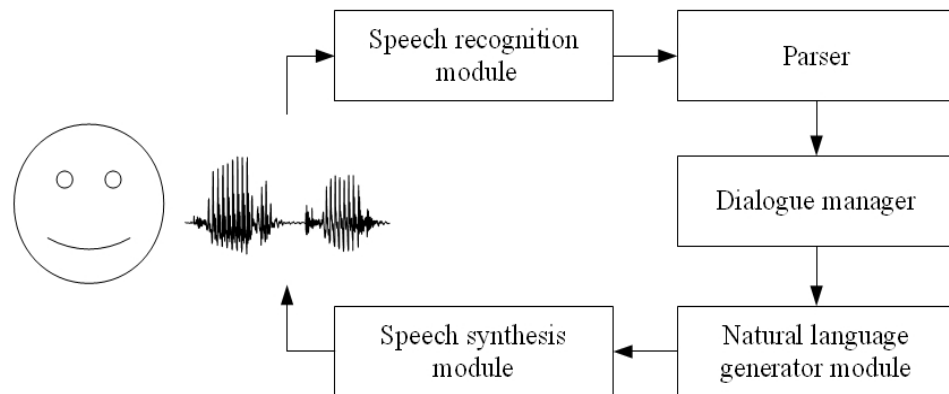 Speech recognition
module
Parser
Dialogue manager
Natural language
generator module
Speech synthesis
module